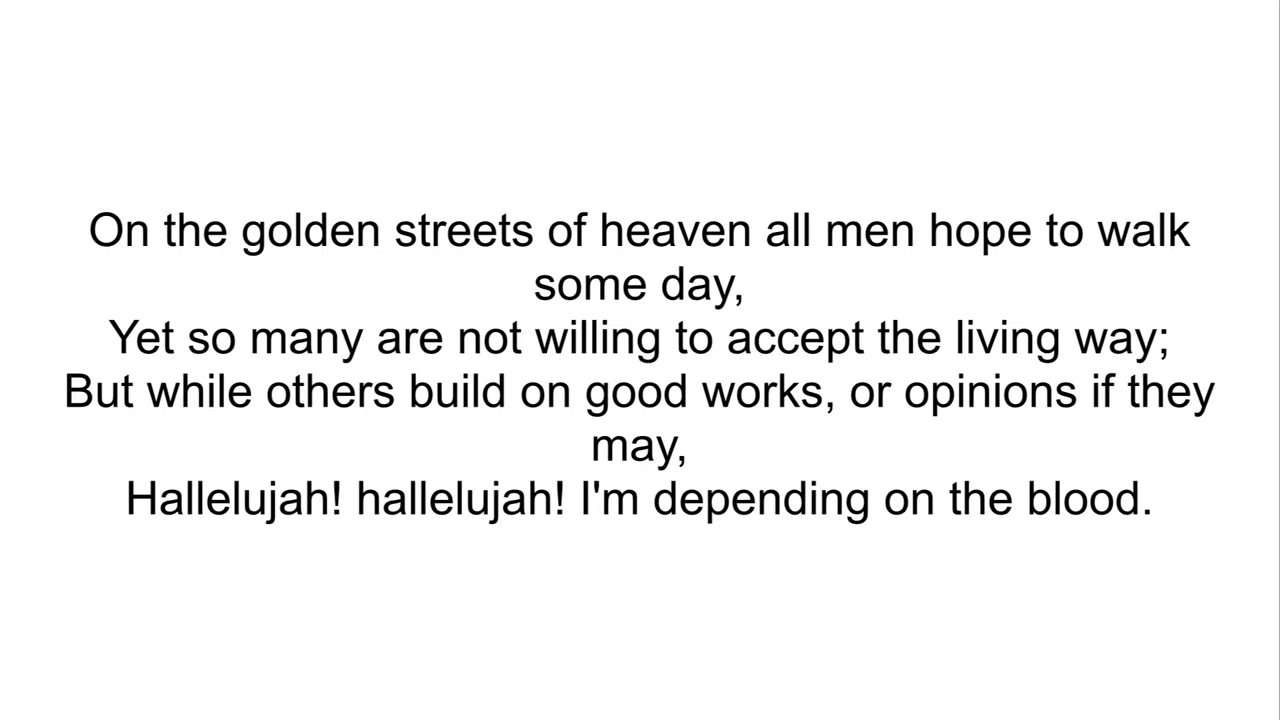 On the golden streets of heaven all men hope to walk
some day,
Yet so many are not willing to accept the living way;
But while others build on good works, or opinions if they
may,
Hallelujah! hallelujah! I'm depending on the blood.